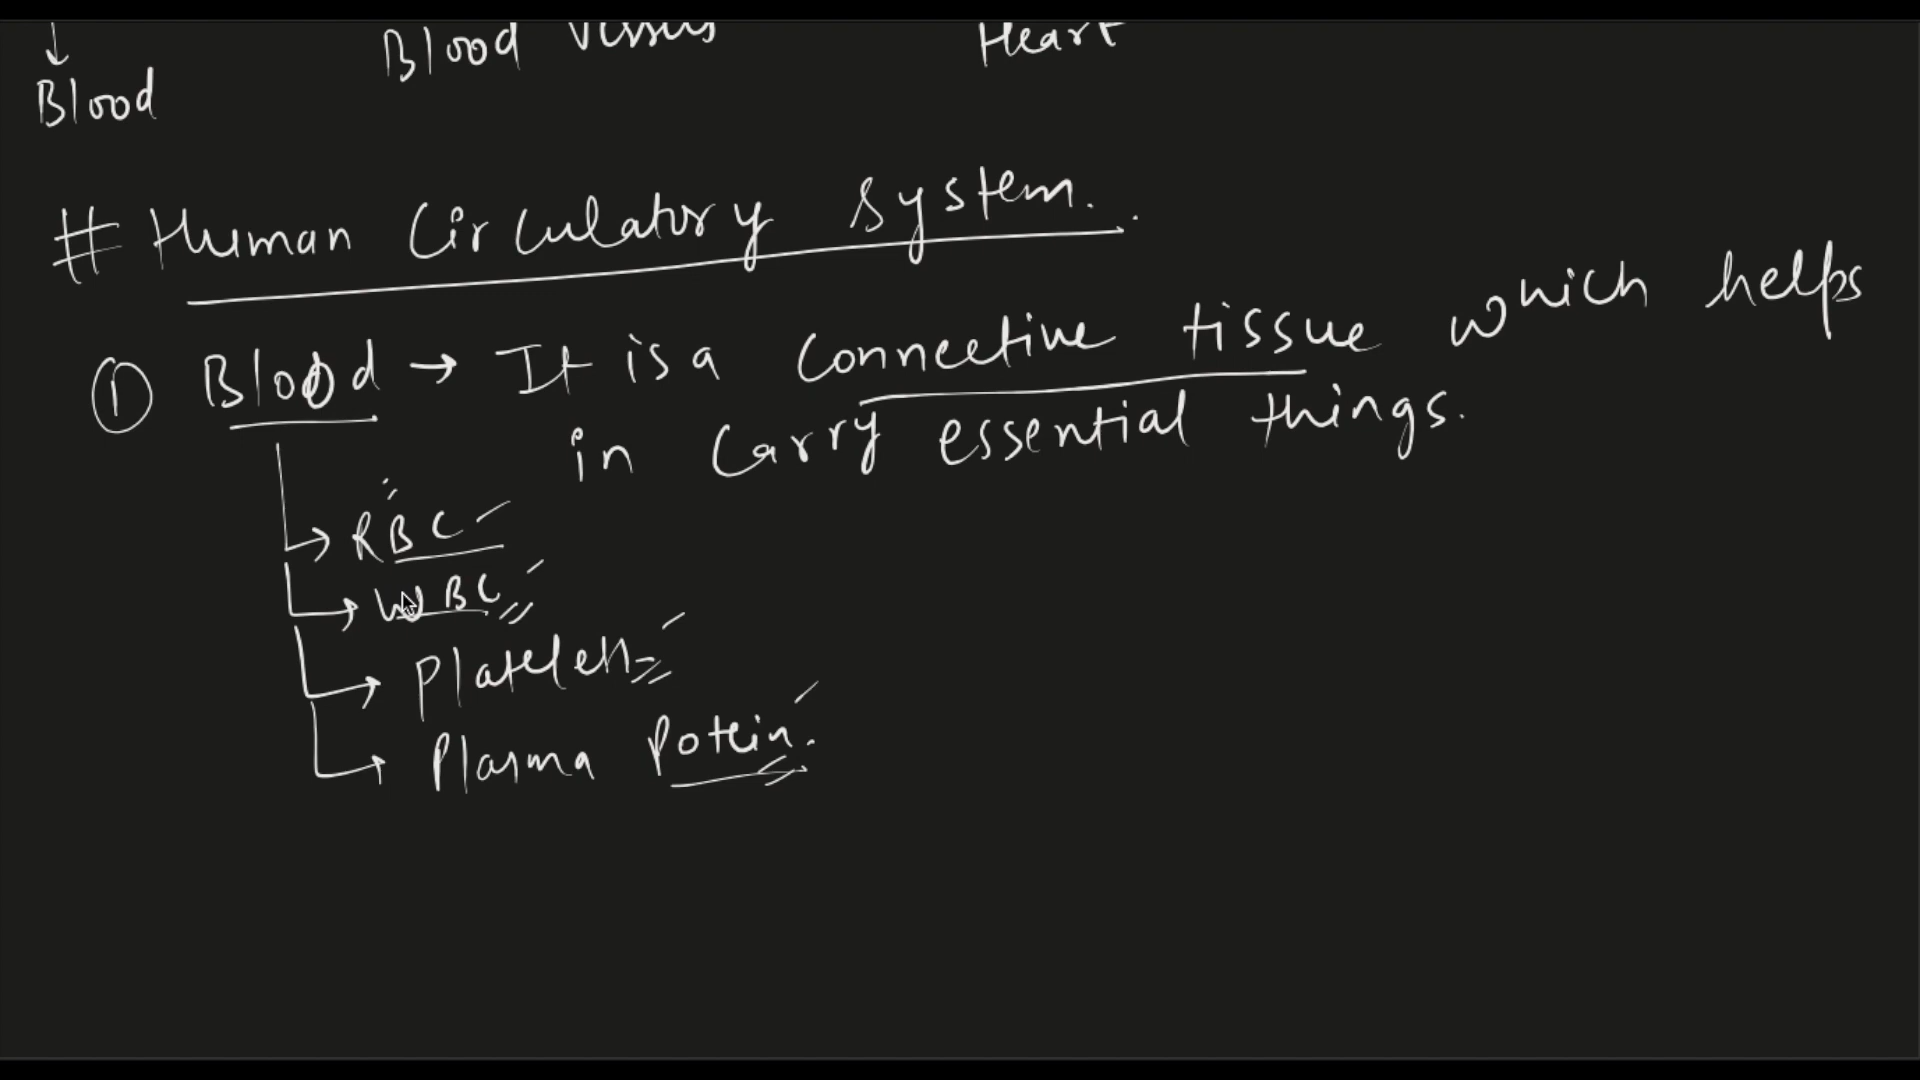 ↓ Blood Vessels Heart
Blood
# Human Circulatory System.
① Blood → It is a connective tissue which helps
in carry essential things.
→ RBC
→ WBC
→ Platelets
→ Plasma Potein.